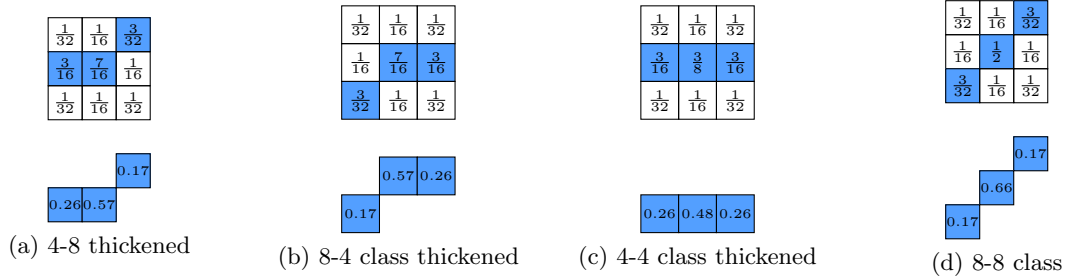 1/32 1/16 3/32
3/16 7/16 1/16
1/32 1/16 1/32
0.17
0.26 0.57
(a) 4-8 thickened
1/32 1/16 1/32
1/16 7/16 3/16
3/32 1/16 1/32
0.57 0.26
0.17
(b) 8-4 class thickened
1/32 1/16 1/32
3/16 3/8 3/16
1/32 1/16 1/32
0.26 0.48 0.26
(c) 4-4 class thickened
1/32 1/16 3/32
1/16 1/2 1/16
3/32 1/16 1/32
0.17
0.66
0.17
(d) 8-8 class